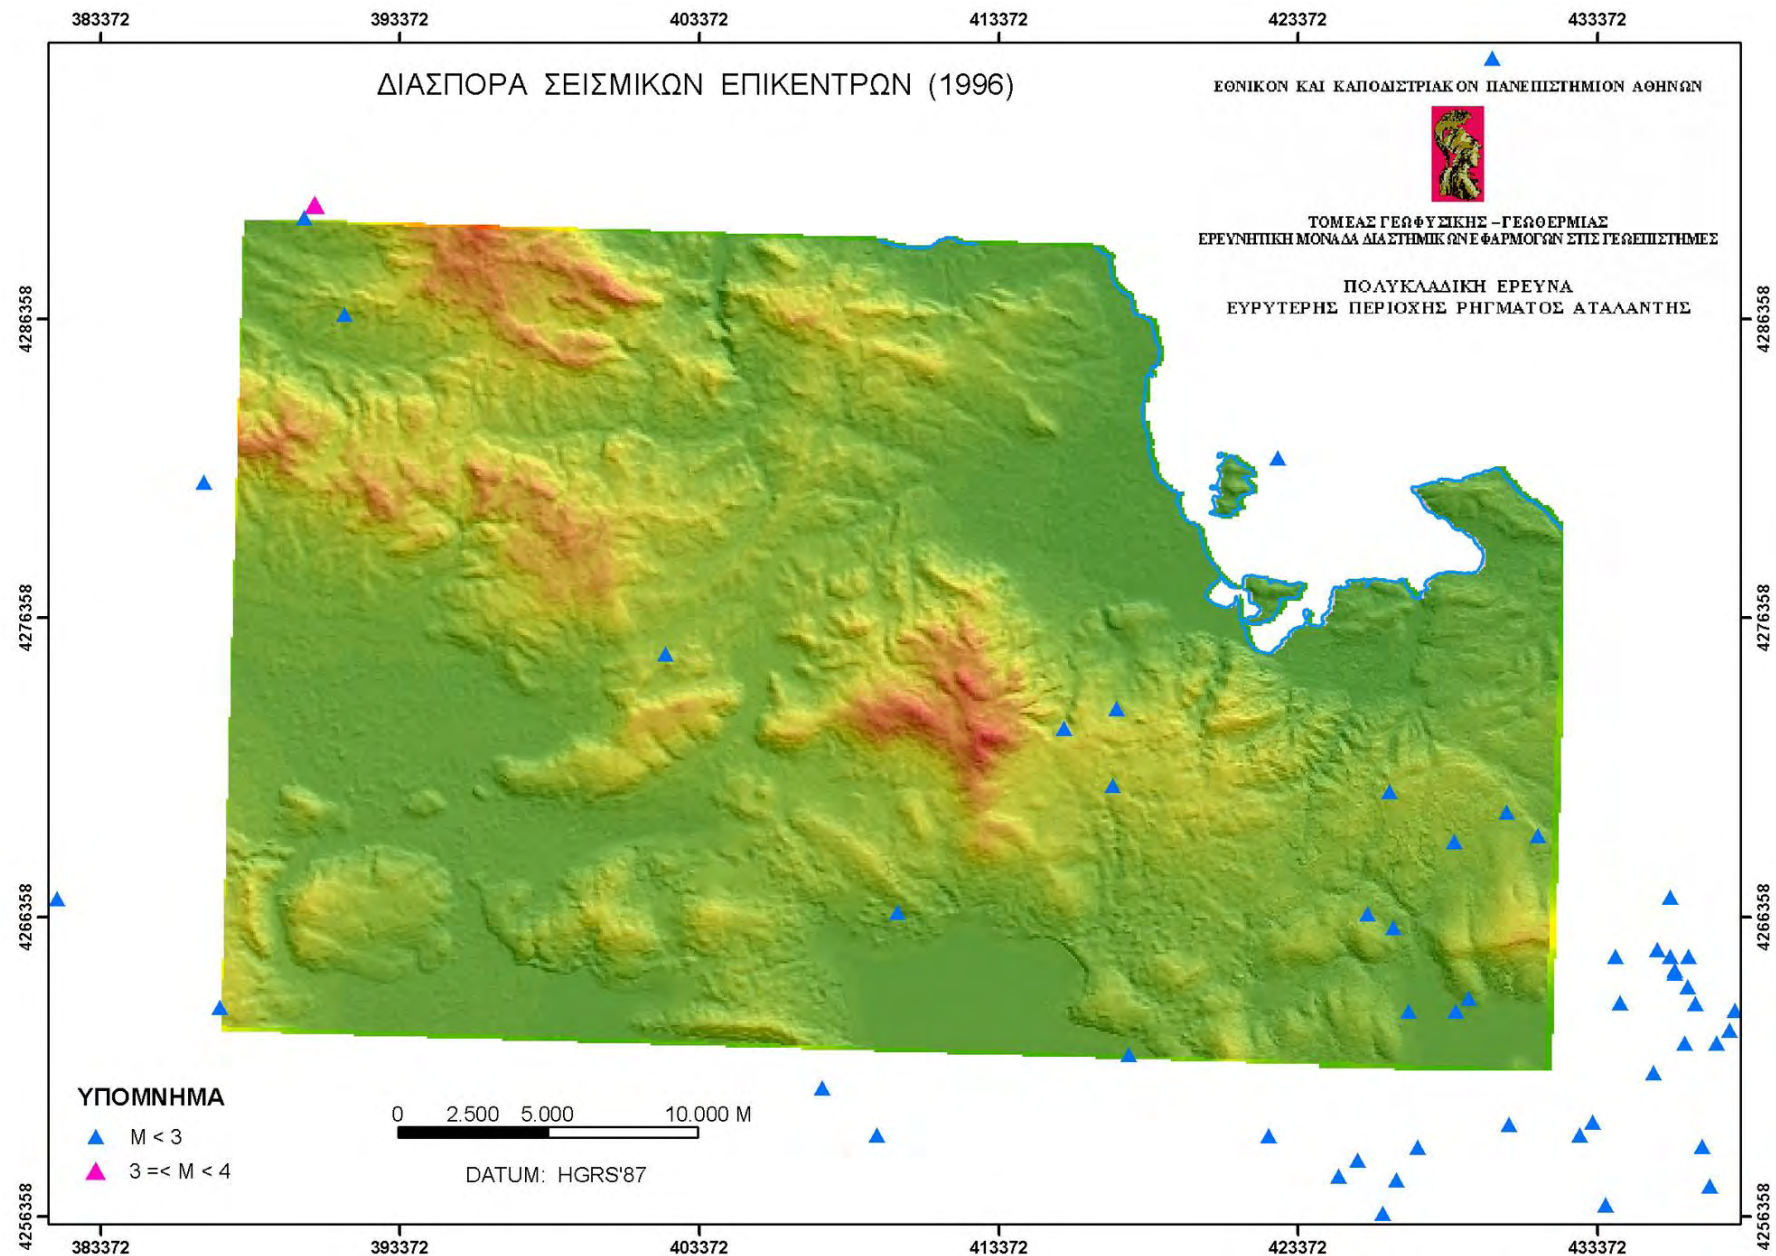 383372 393372 403372 413372 423372 433372
ΔΙΑΣΠΟΡΑ ΣΕΙΣΜΙΚΩΝ ΕΠΙΚΕΝΤΡΩΝ (1996)
ΕΘΝΙΚΟΝ ΚΑΙ ΚΑΠΟΔΙΣΤΡΙΑΚΟΝ ΠΑΝΕΠΙΣΤΗΜΙΟΝ ΑΘΗΝΩΝ
ΤΟΜΕΑΣ ΓΕΩΦΥΣΙΚΗΣ – ΓΕΩΘΕΡΜΙΑΣ
ΕΡΕΥΝΗΤΙΚΗ ΜΟΝΑΔΑ ΔΙΑΣΤΗΜΙΚΩΝ ΕΦΑΡΜΟΓΩΝ ΣΤΙΣ ΓΕΩΕΠΙΣΤΗΜΕΣ
ΠΟΛΥΚΛΑΔΙΚΗ ΕΡΕΥΝΑ
ΕΥΡΥΤΕΡΗΣ ΠΕΡΙΟΧΗΣ ΡΗΓΜΑΤΟΣ ΑΤΑΛΑΝΤΗΣ
4286358 4286358
4276358 4276358
4266358 4266358
4256358 4256358
ΥΠΟΜΝΗΜΑ
M < 3
3 =< M < 4
0 2.500 5.000 10.000 M
DATUM: HGRS'87
383372 393372 403372 413372 423372 433372